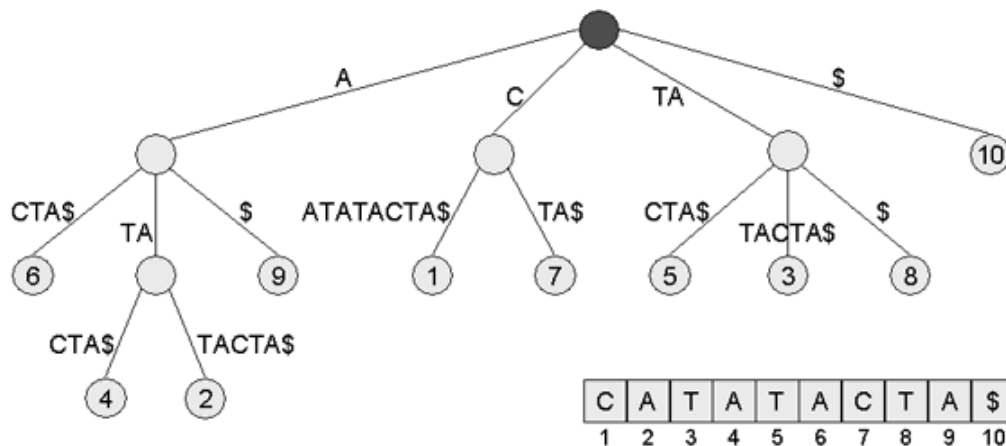 A C TA $
10
CTA$ TA $ ATATACTA$ TA$ CTA$ TACTA$ $
6 9 1 7 5 3 8
CTA$ TACTA$
4 2
C A T A T A C T A $
1 2 3 4 5 6 7 8 9 10